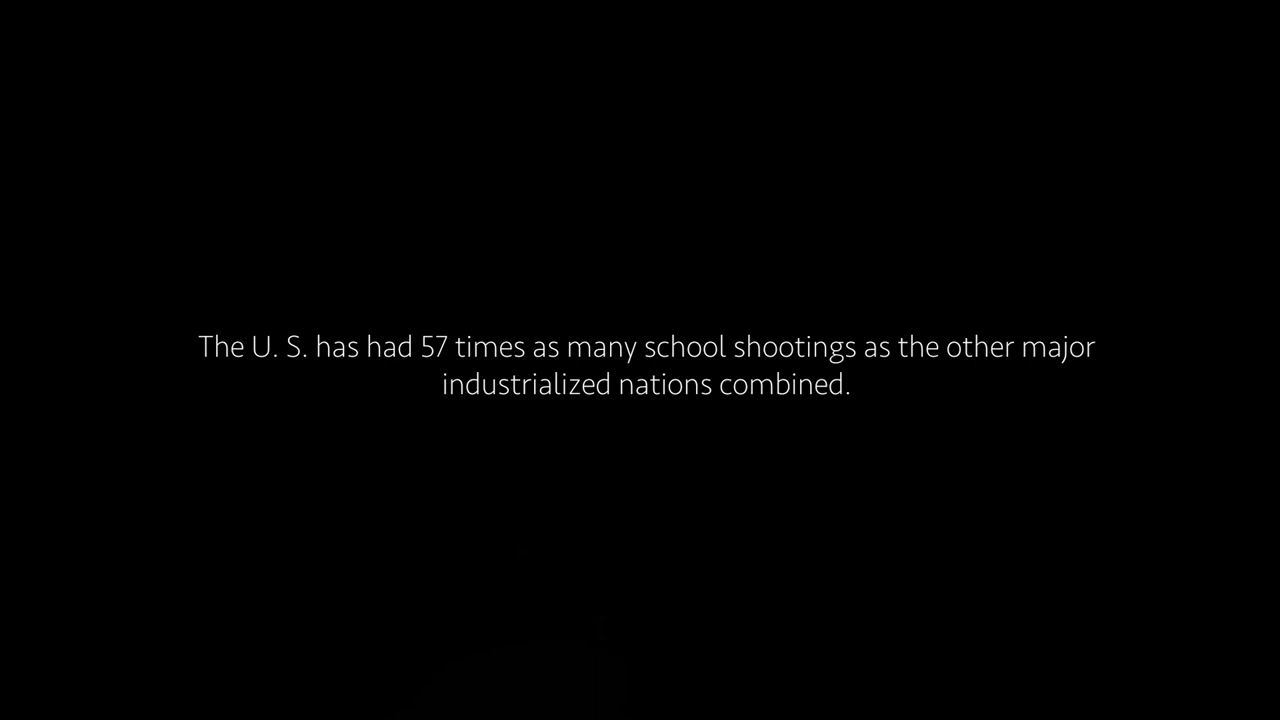 The U. S. has had 57 times as many school shootings as the other major
industrialized nations combined.